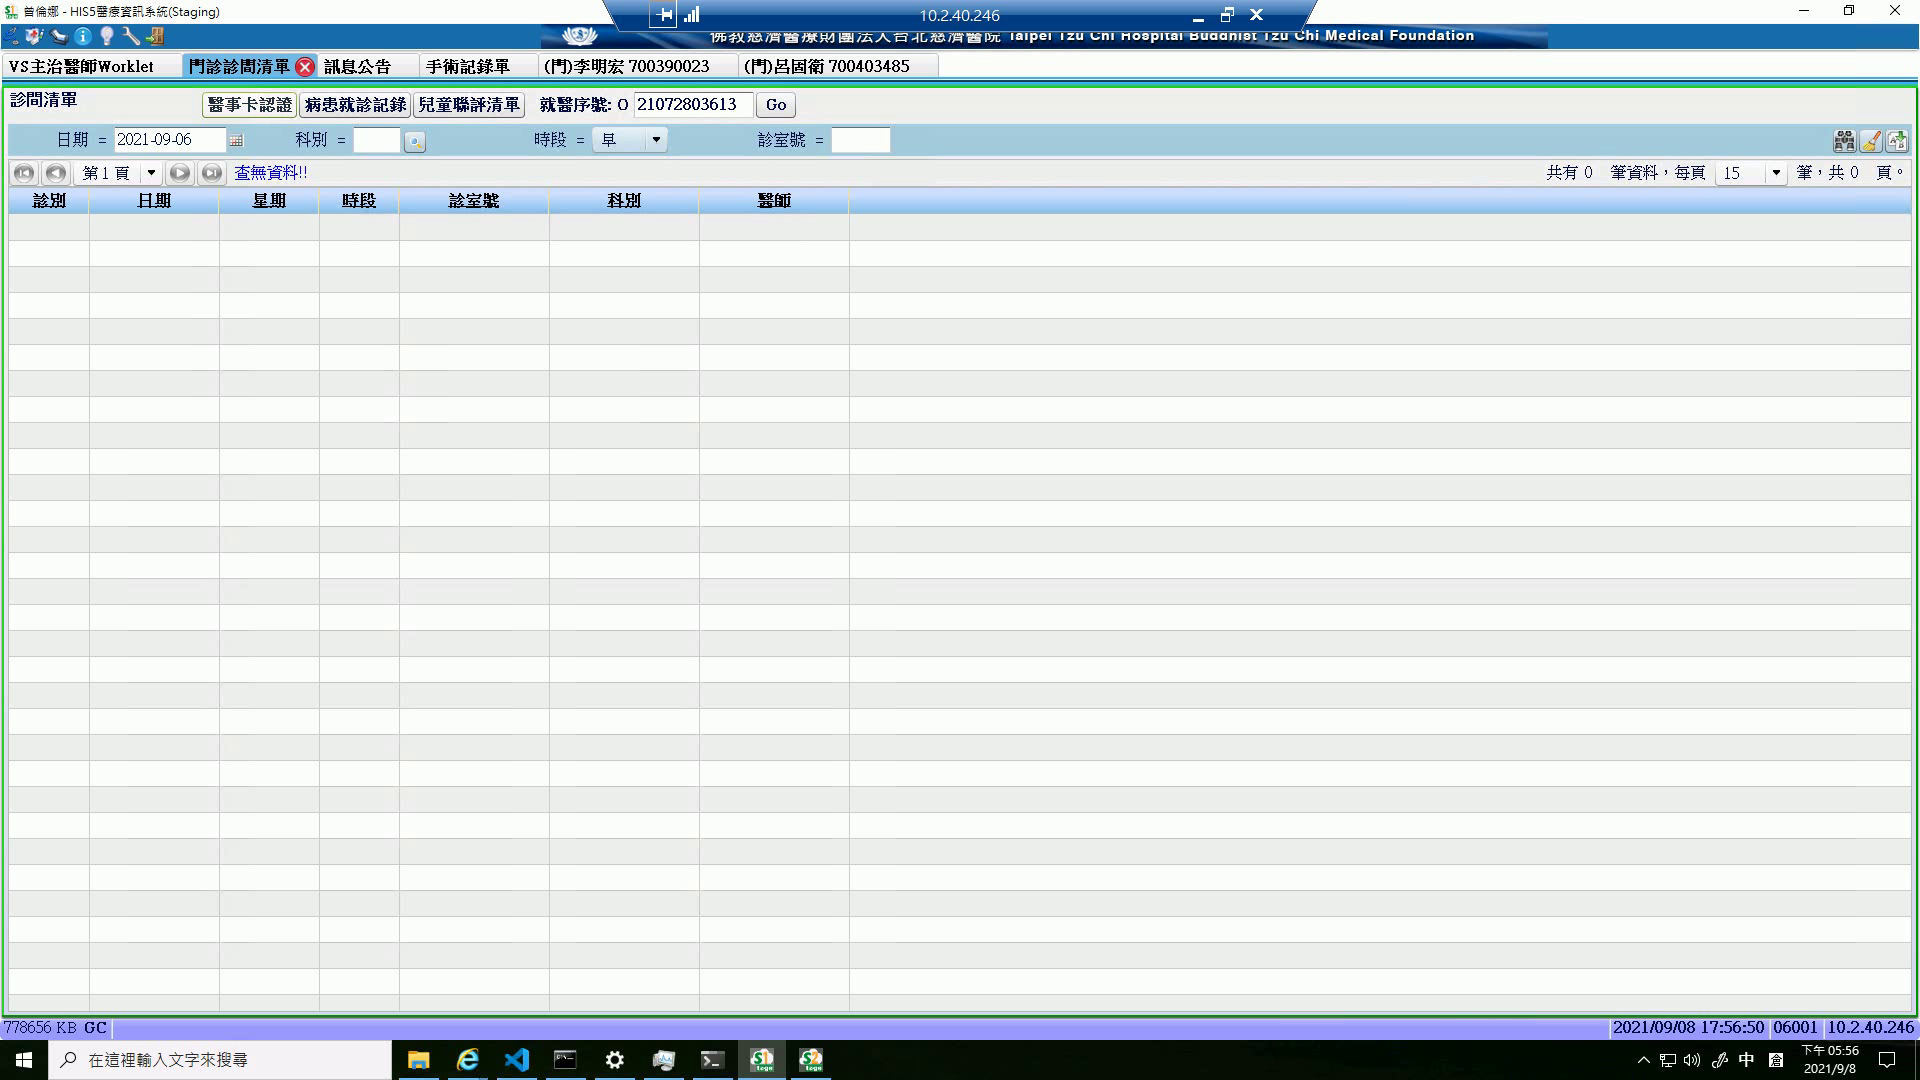 曾倫娜 - HIS5醫療資訊系統(Staging)
10.2.40.246
佛教慈濟醫療財團法人台北慈濟醫院 Taipei Tzu Chi Hospital Buddhist Tzu Chi Medical Foundation
VS主治醫師Worklet 門診診間清單 訊息公告 手術記錄單 (門)李明宏 700390023 (門)呂固衛 700403485
診間清單 醫事卡認證 病患就診記錄 兒童聯評清單 就醫序號: O 21072803613 Go
日期 = 2021-09-06 科別 = 時段 = 早 診室號 =
第 1 頁 查無資料!! 共有 0 筆資料，每頁 15 筆，共 0 頁。
診別 日期 星期 時段 診室號 科別 醫師
778656 KB GC 2021/09/08 17:56:50 06001 10.2.40.246
在這裡輸入文字來搜尋 中 倉 下午 05:56
2021/9/8